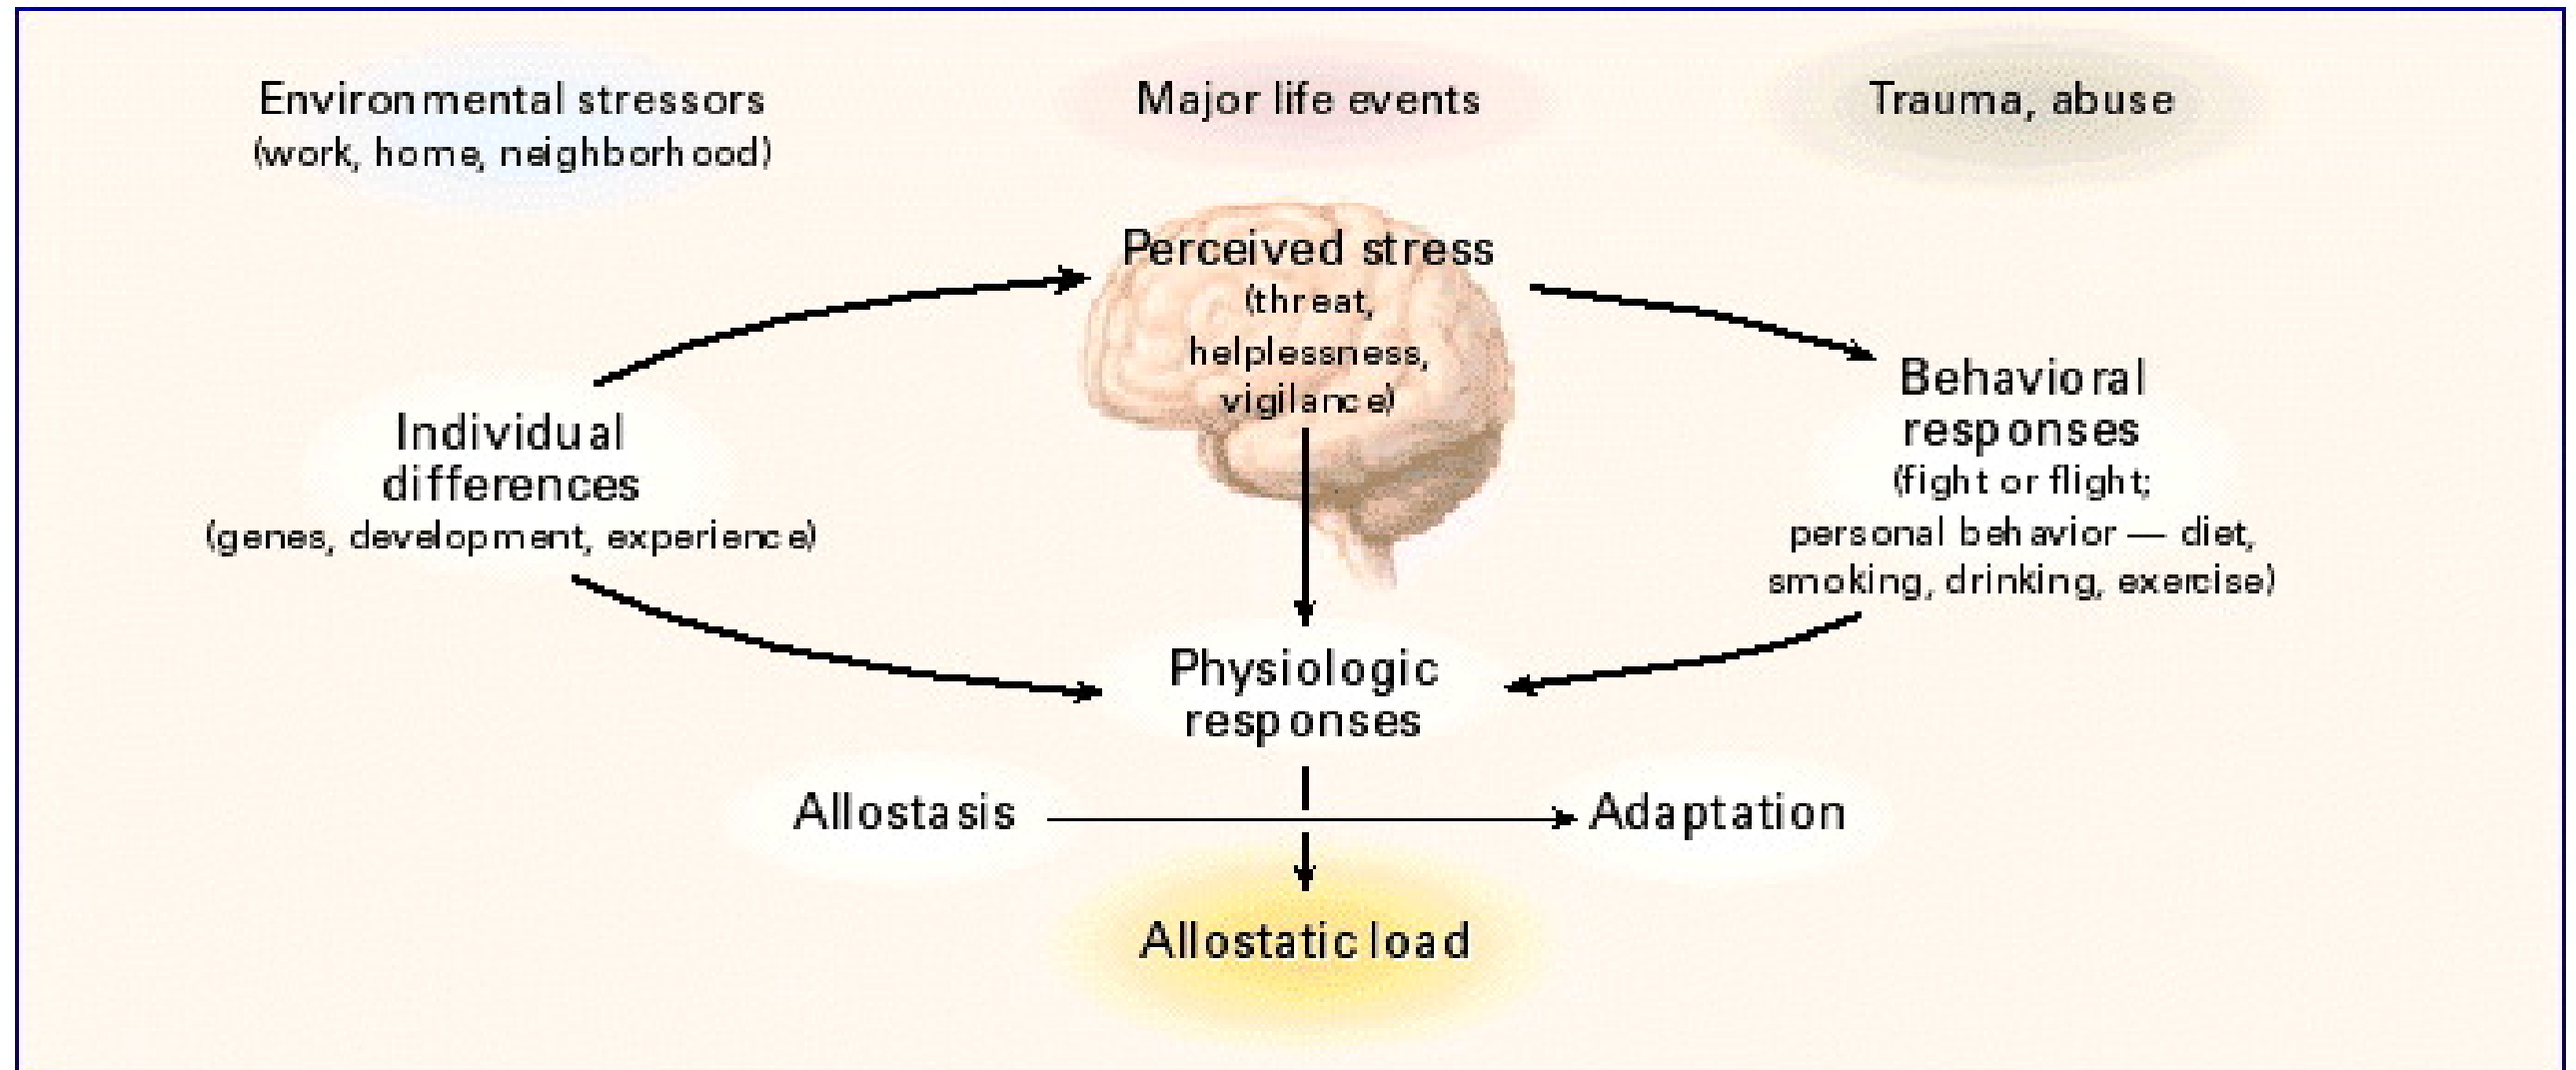 Environmental stressors
(work, home, neighborhood)
Major life events
Trauma, abuse
Perceived stress
(threat,
helplessness,
vigilance)
Individual
differences
(genes, development, experience)
Behavioral
responses
(fight or flight;
personal behavior — diet,
smoking, drinking, exercise)
Physiologic
responses
Allostasis
Adaptation
Allostatic load